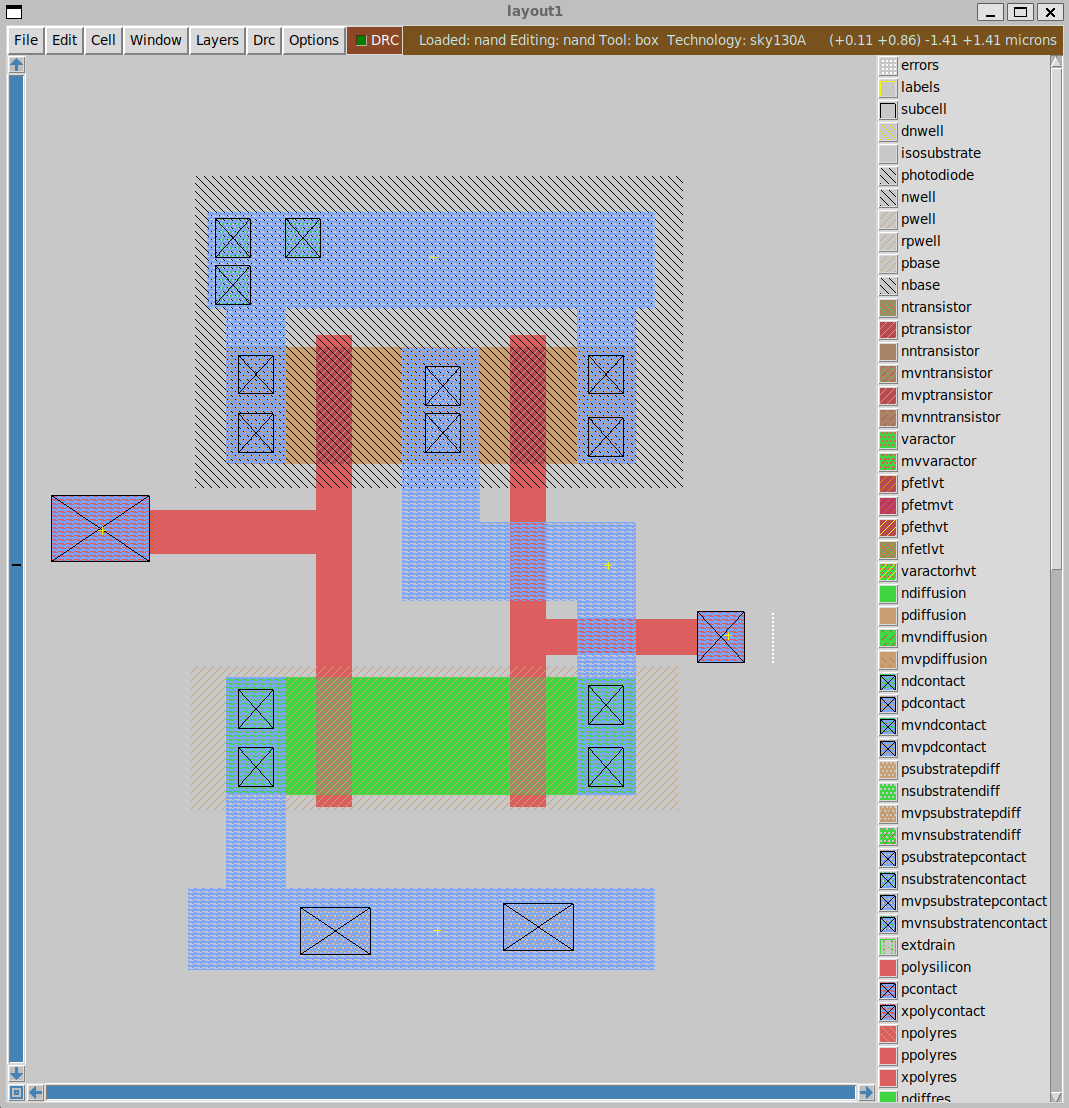 layout1
File Edit Cell Window Layers Drc Options DRC Loaded: nand Editing: nand Tool: box Technology: sky130A (+0.11 +0.86) -1.41 +1.41 microns
errors
labels
subcell
dnwell
isosubstrate
photodiode
nwell
pwell
rpwell
pbase
nbase
ntransistor
ptransistor
nntransistor
mvntransistor
mvptransistor
mvnntransistor
varactor
mvvaractor
pfetlvt
pfetmvt
pfethvt
nfetlvt
varactorhvt
ndiffusion
pdiffusion
mvndiffusion
mvpdiffusion
ndcontact
pdcontact
mvndcontact
mvpdcontact
psubstratepdiff
nsubstratendiff
mvpsubstratepdiff
mvnsubstratendiff
psubstratepcontact
nsubstratencontact
mvpsubstratepcontact
mvnsubstratencontact
extdrain
polysilicon
pcontact
xpolycontact
npolyres
ppolyres
xpolyres
ndiffres